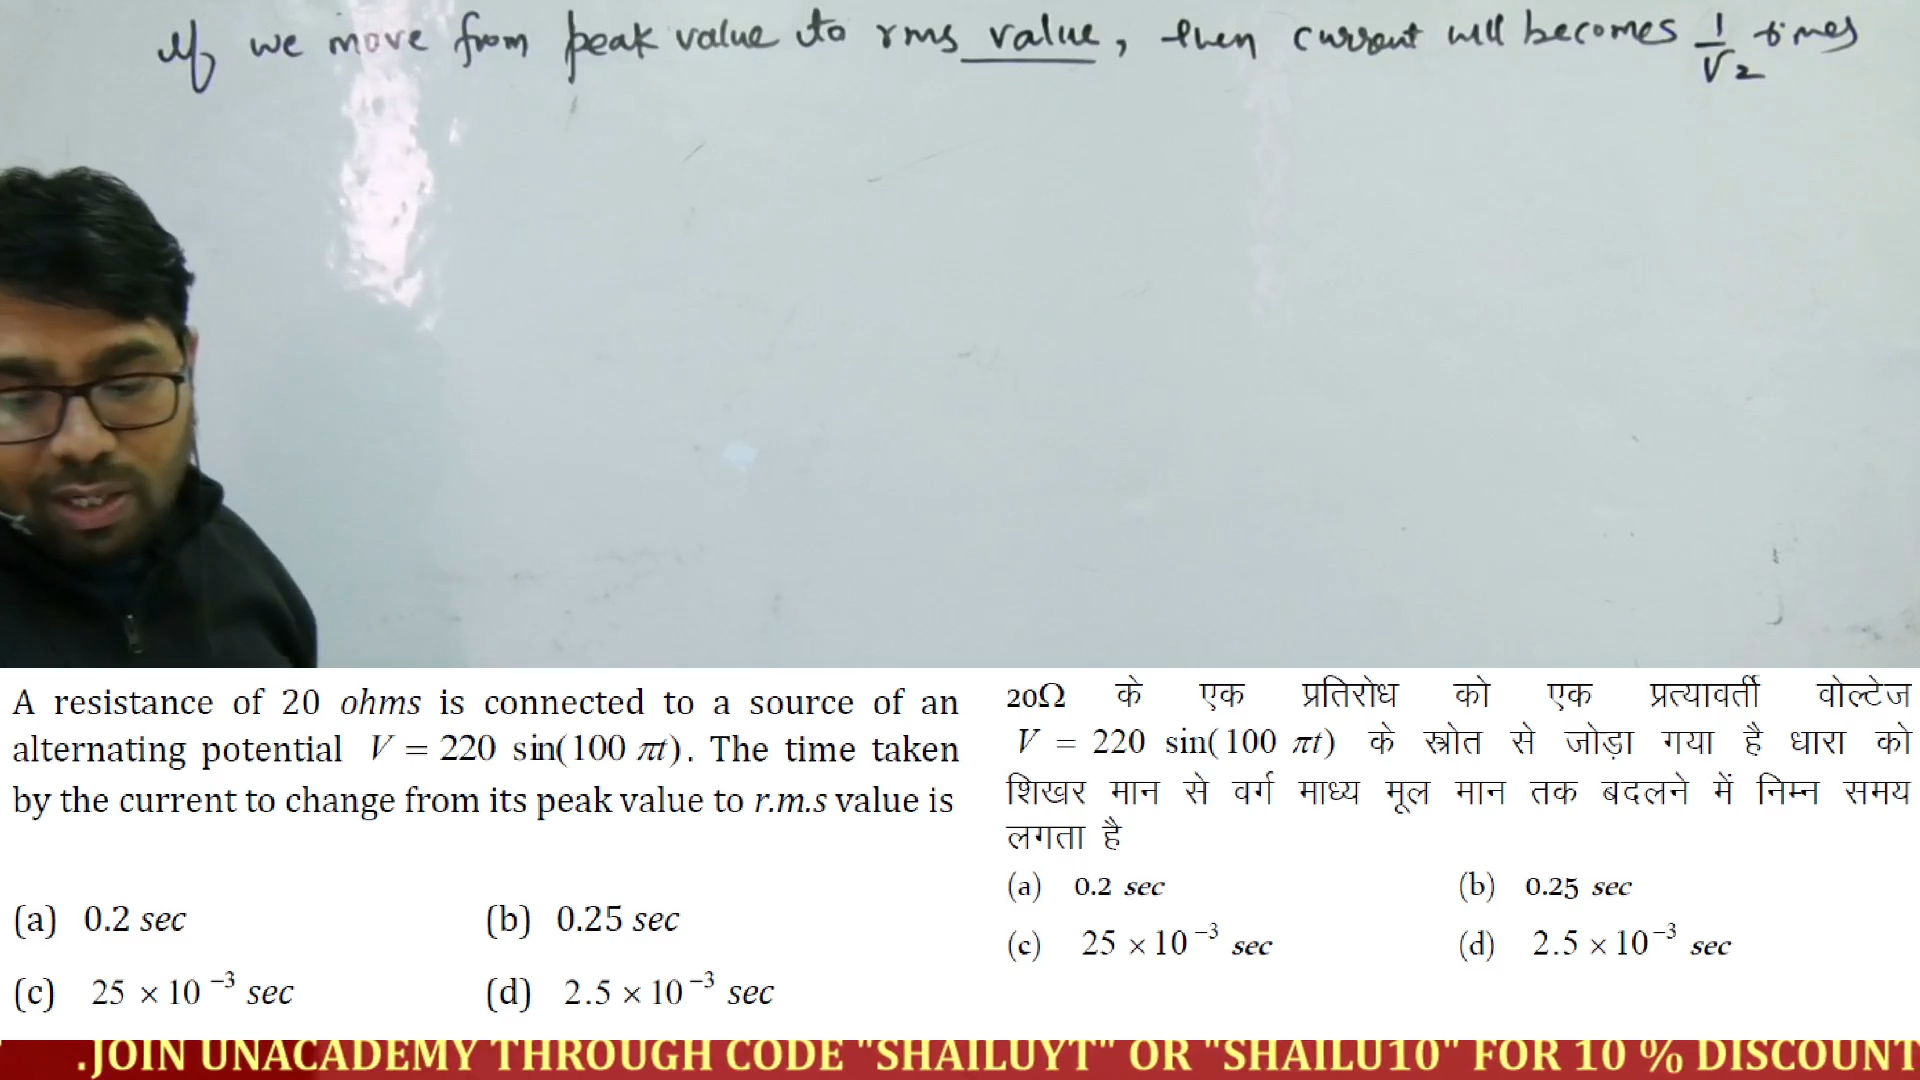 If we move from peak value to rms value, then current will becomes 1/√2 times
A resistance of 20 ohms is connected to a source of an
alternating potential V = 220 sin(100 πt). The time taken
by the current to change from its peak value to r.m.s value is
(a) 0.2 sec (b) 0.25 sec
(c) 25 × 10⁻³ sec (d) 2.5 × 10⁻³ sec
20Ω के एक प्रतिरोध को एक प्रत्यावर्ती वोल्टेज
V = 220 sin(100 πt) के स्त्रोत से जोड़ा गया है धारा को
शिखर मान से वर्ग माध्य मूल मान तक बदलने में निम्न समय
लगता है
(a) 0.2 sec (b) 0.25 sec
(c) 25 × 10⁻³ sec (d) 2.5 × 10⁻³ sec
.JOIN UNACADEMY THROUGH CODE "SHAILUYT" OR "SHAILU10" FOR 10 % DISCOUNT